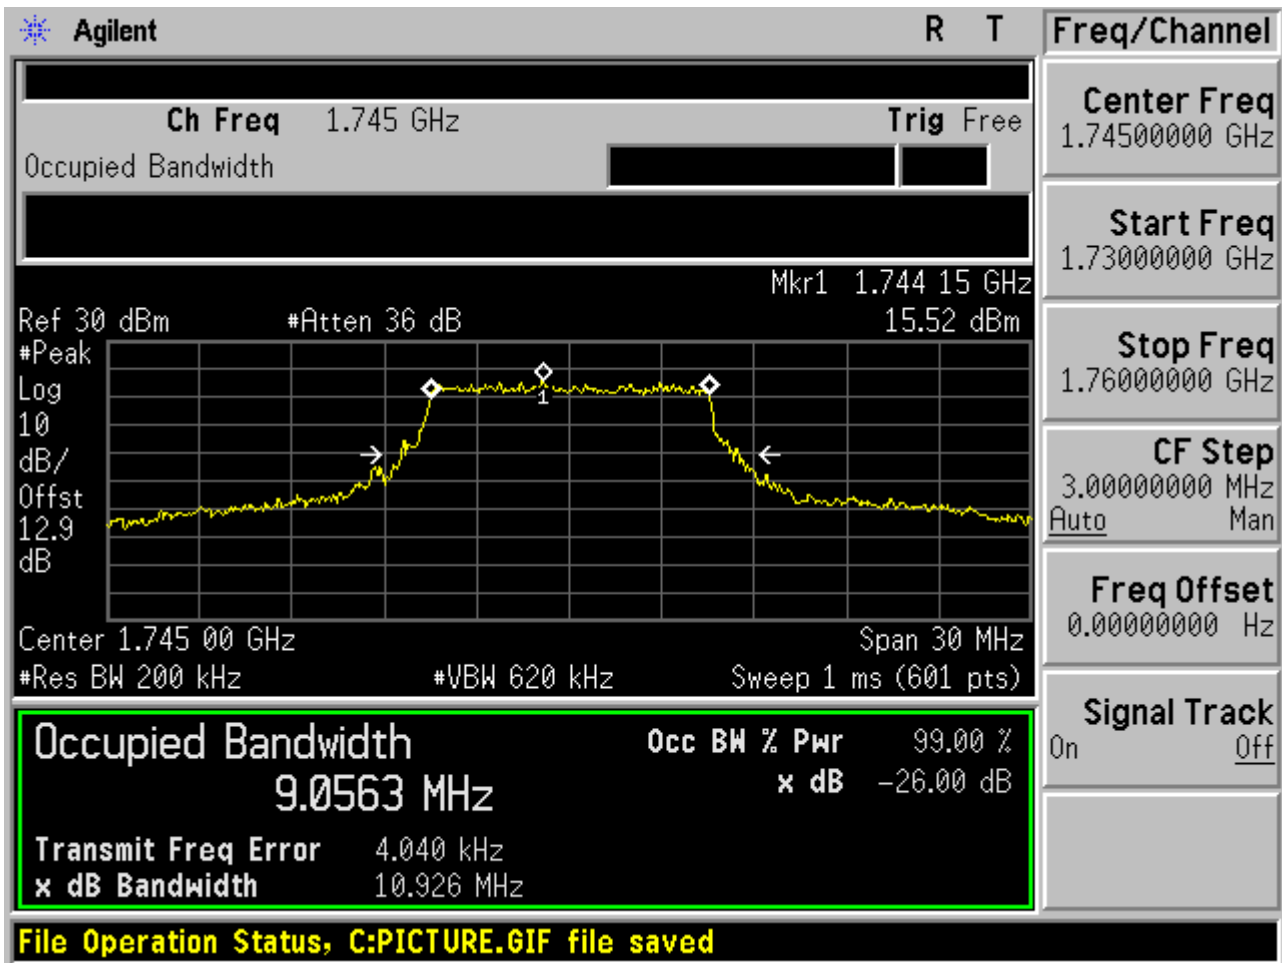 Agilent R T
Ch Freq 1.745 GHz Trig Free
Occupied Bandwidth
Mkr1 1.744 15 GHz
Ref 30 dBm #Atten 36 dB 15.52 dBm
#Peak
Log
10
dB/
Offst
12.9
dB
1
Center 1.745 00 GHz Span 30 MHz
#Res BW 200 kHz #VBW 620 kHz Sweep 1 ms (601 pts)
Occupied Bandwidth Occ BW % Pwr 99.00 %
9.0563 MHz x dB -26.00 dB
Transmit Freq Error 4.040 kHz
x dB Bandwidth 10.926 MHz
File Operation Status, C:PICTURE.GIF file saved
Freq/Channel
Center Freq
1.74500000 GHz
Start Freq
1.73000000 GHz
Stop Freq
1.76000000 GHz
CF Step
3.00000000 MHz
Auto Man
Freq Offset
0.00000000 Hz
Signal Track
On Off